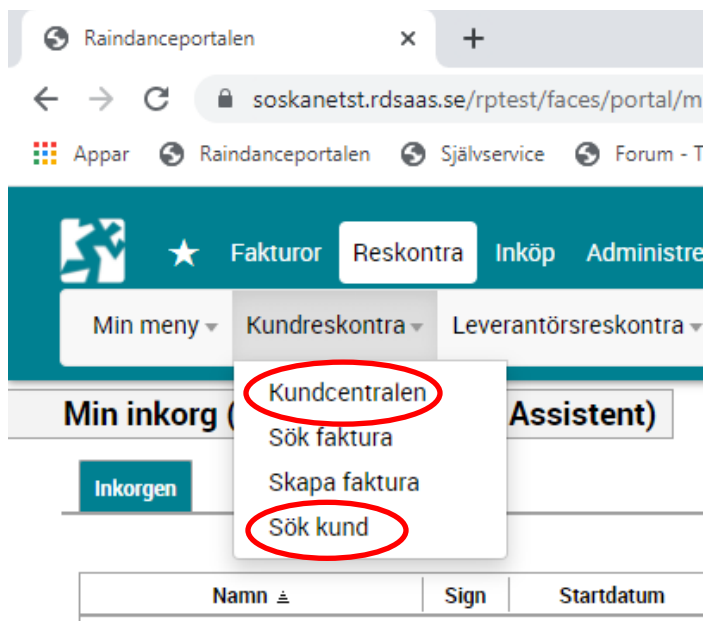 Raindanceportalen
soskanetst.rdsaas.se/rptest/faces/portal/m
Appar Raindanceportalen Självservice Forum - T
Fakturor Reskontra Inköp Administre
Min meny Kundreskontra Leverantörsreskontra
Kundcentralen
Min inkorg ( Assistent)
Sök faktura
Skapa faktura
Inkorgen
Sök kund
Namn Sign Startdatum